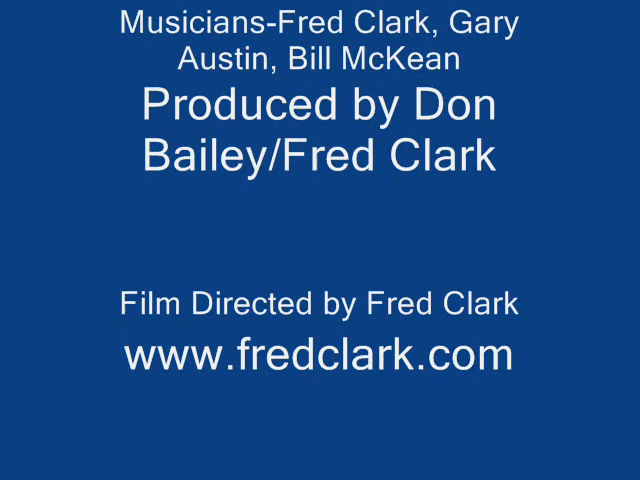 Musicians-Fred Clark, Gary
Austin, Bill McKean
Produced by Don
Bailey/Fred Clark
Film Directed by Fred Clark
www.fredclark.com